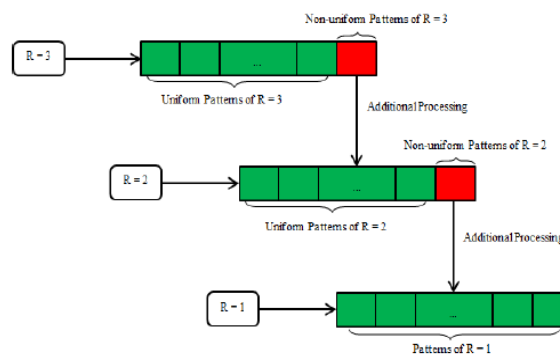 Non-uniform Patterns of R = 3
R = 3
...
Uniform Patterns of R = 3
Additional Processing
Non-uniform Patterns of R = 2
R = 2
...
Uniform Patterns of R = 2
Additional Processing
R = 1
...
Patterns of R = 1